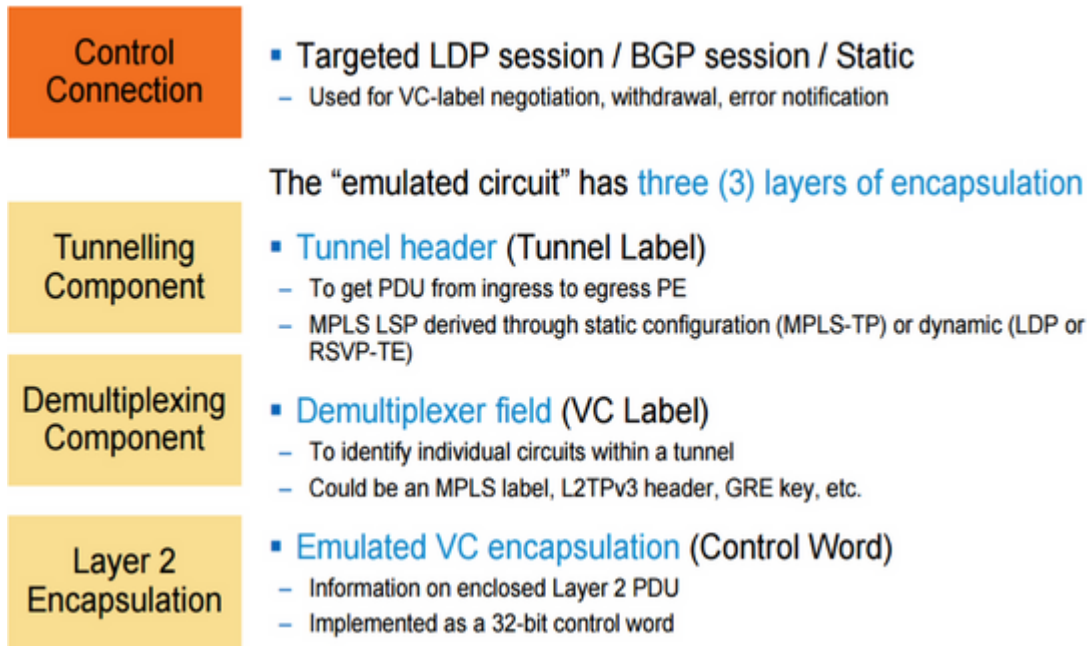 Control
Connection
▪ Targeted LDP session / BGP session / Static
– Used for VC-label negotiation, withdrawal, error notification
The “emulated circuit” has three (3) layers of encapsulation
Tunnelling
Component
▪ Tunnel header (Tunnel Label)
– To get PDU from ingress to egress PE
– MPLS LSP derived through static configuration (MPLS-TP) or dynamic (LDP or
RSVP-TE)
Demultiplexing
Component
▪ Demultiplexer field (VC Label)
– To identify individual circuits within a tunnel
– Could be an MPLS label, L2TPv3 header, GRE key, etc.
Layer 2
Encapsulation
▪ Emulated VC encapsulation (Control Word)
– Information on enclosed Layer 2 PDU
– Implemented as a 32-bit control word